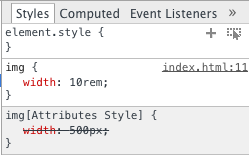 Styles Computed Event Listeners »
element.style {
}
img { index.html:11
width: 10rem;
}
img[Attributes Style] {
width: 500px;
}